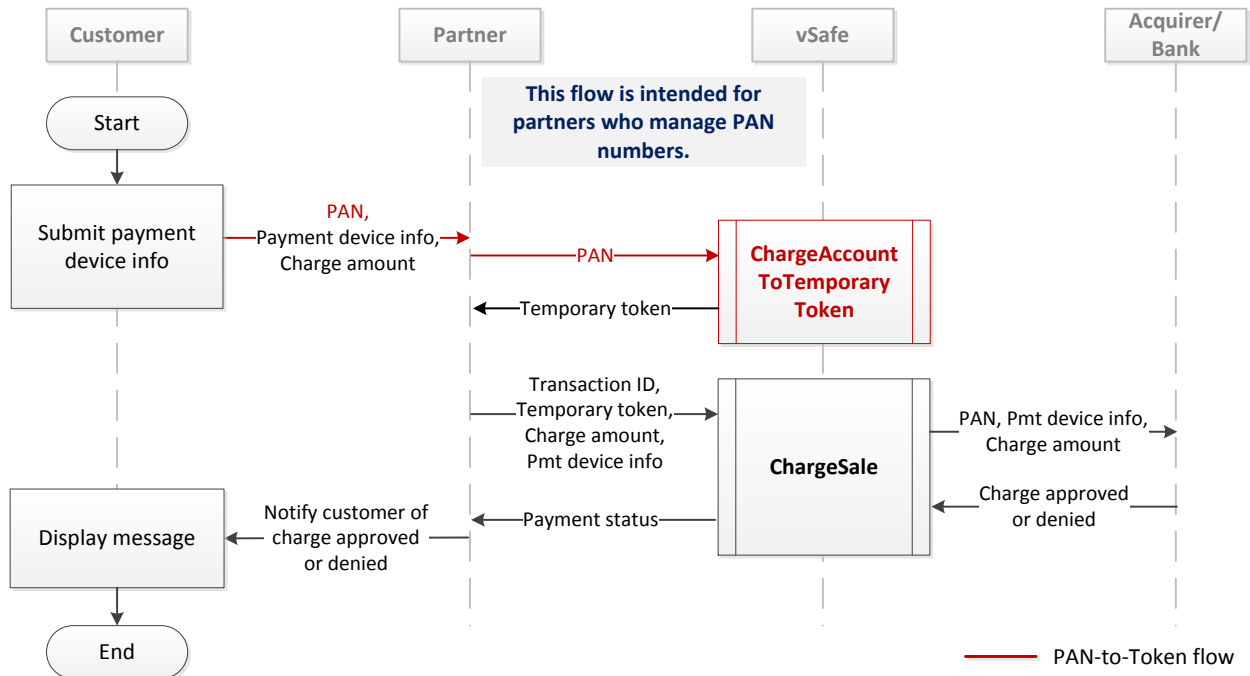 Customer
Partner
vSafe
Acquirer/
Bank
This flow is intended for
partners who manage PAN
numbers.
Start
Submit payment
device info
PAN,
Payment device info,
Charge amount
PAN
ChargeAccount
ToTemporary
Token
Temporary token
Transaction ID,
Temporary token,
Charge amount,
Pmt device info
ChargeSale
PAN, Pmt device info,
Charge amount
Charge approved
or denied
Payment status
Notify customer of
charge approved
or denied
Display message
End
PAN-to-Token flow